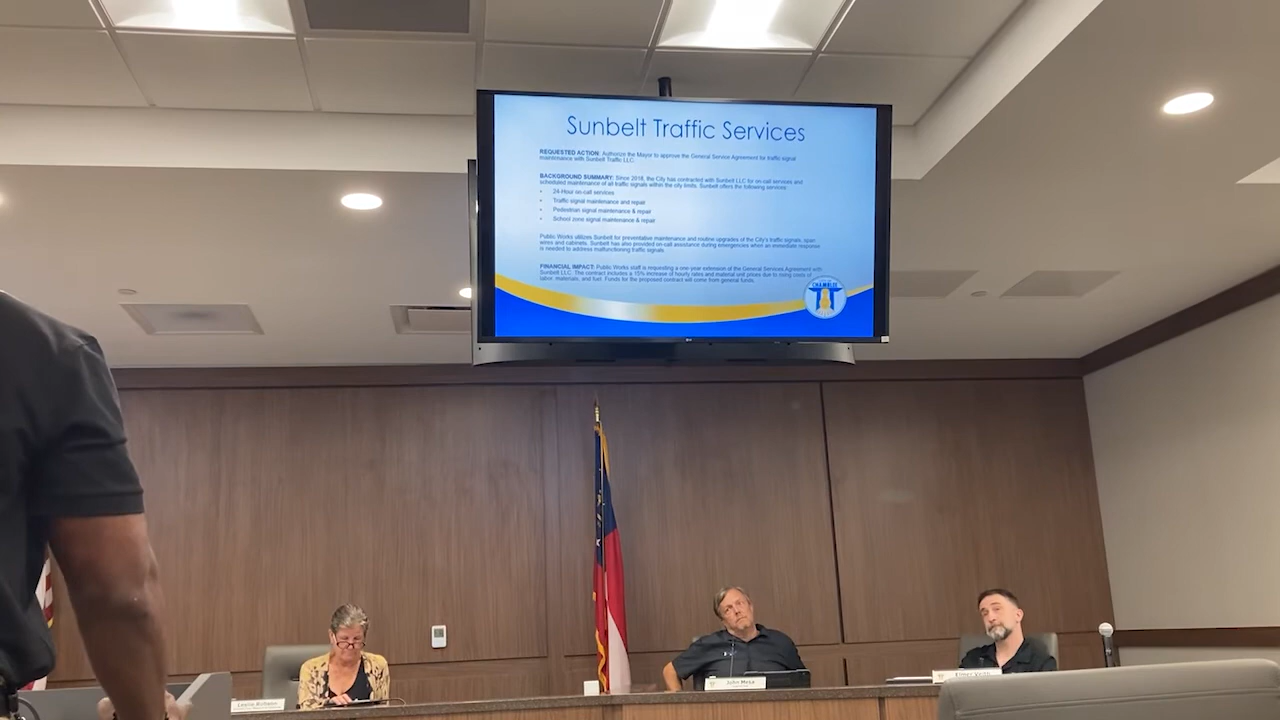 Sunbelt Traffic Services
REQUESTED ACTION: Authorize the Mayor to approve the General Service Agreement for traffic signal
maintenance with Sunbelt Traffic LLC.
BACKGROUND SUMMARY: Since 2018, the City has contracted with Sunbelt LLC for on-call services and
scheduled maintenance of all traffic signals within the city limits. Sunbelt offers the following services:
• 24-Hour on-call services
• Traffic signal maintenance and repair
• Pedestrian signal maintenance & repair
• School zone signal maintenance & repair
Public Works utilizes Sunbelt for preventative maintenance and routine upgrades of the City's traffic signals, span
wires and cabinets. Sunbelt has also provided on-call assistance during emergencies when an immediate response
is needed to address malfunctioning traffic signals.
FINANCIAL IMPACT: Public Works staff is requesting a one-year extension of the General Services Agreement with
Sunbelt LLC. The contract includes a 15% increase of hourly rates and material unit prices due to rising costs of
labor, materials, and fuel. Funds for the proposed contract will come from general funds.
CHAMBLEE
LG
Leslie
John Mesa
Elmer Veith